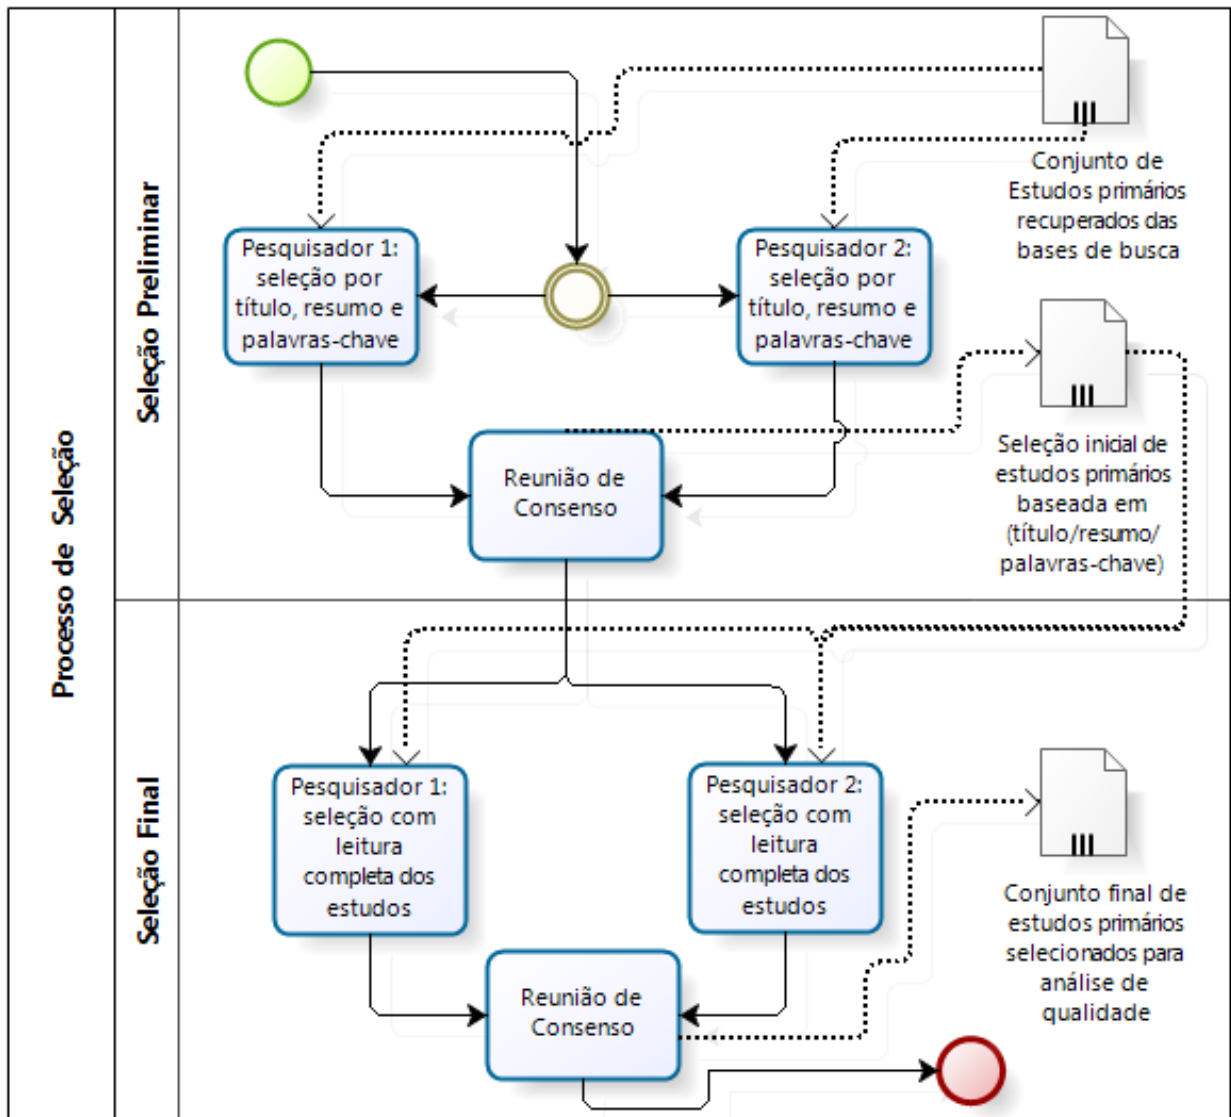 Processo de Seleção
Seleção Preliminar
Conjunto de
Estudos primários
recuperados das
bases de busca
Pesquisador 1:
seleção por
título, resumo e
palavras-chave
Pesquisador 2:
seleção por
título, resumo e
palavras-chave
Reunião de
Consenso
Seleção inicial de
estudos primários
baseada em
(título/resumo/
palavras-chave)
Seleção Final
Pesquisador 1:
seleção com
leitura
completa dos
estudos
Pesquisador 2:
seleção com
leitura
completa dos
estudos
Reunião de
Consenso
Conjunto final de
estudos primários
selecionados para
análise de
qualidade